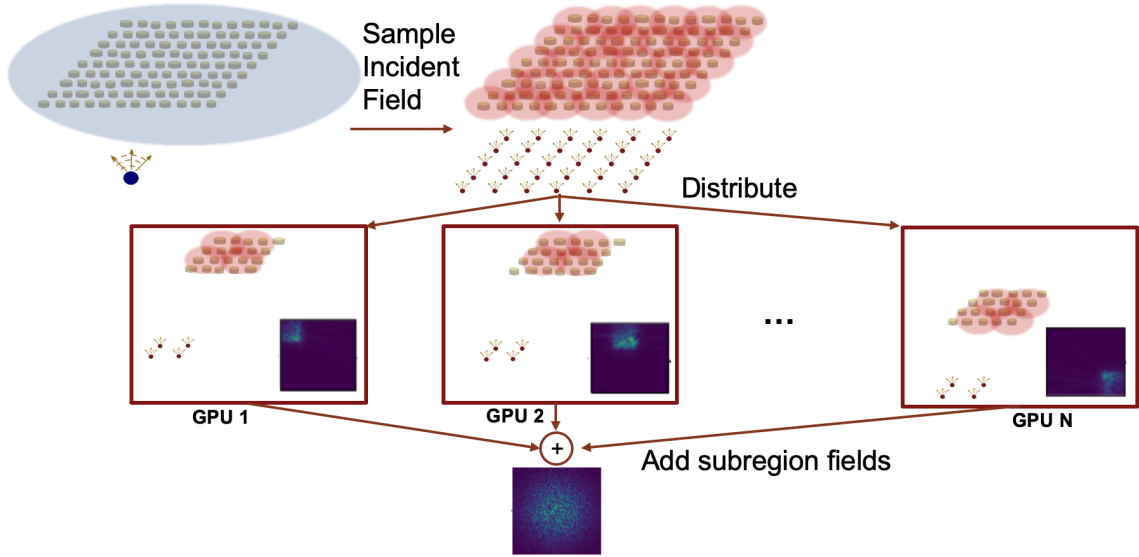 Sample
Incident
Field
Distribute
...
GPU 1
GPU 2
GPU N
+
Add subregion fields